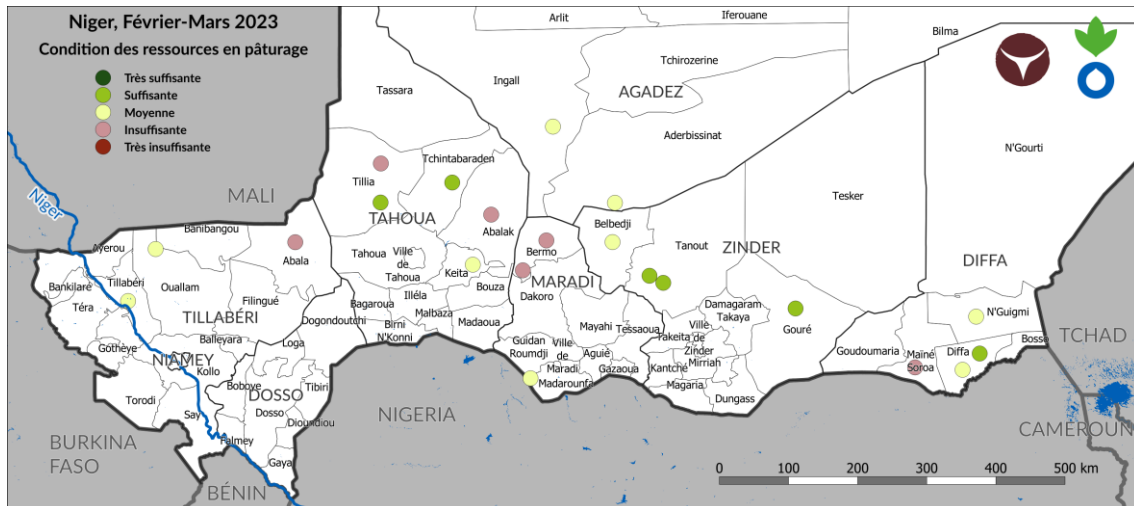 Niger, Février-Mars 2023
Condition des ressources en pâturage
Très suffisante
Suffisante
Moyenne
Insuffisante
Très insuffisante
Arlit
Iferouane
Bilma
Ingall
Tchirozerine
Tassara
AGADEZ
Aderbissinat
N'Gourti
Tchintabaraden
Tillia
MALI
Niger
Tesker
TAHOUA
Abalak
Belbedji
Banibangou
Ayerou
Abala
Tahoua
Ville
de
Tahoua
Bermo
Tanout
ZINDER
DIFFA
Keita
Bouza
MARADI
Dakoro
Bankilaré
Tillabéri
Ouallam
Téra
Filingué
TILLABÉRI
Bagaroua
Illéla
Malbaza
Birni
N'Konni
Madaoua
Dogondoutchi
Damagaram
Takaya
Gouré
N'Guigmi
Bosso
TCHAD
Mayahi
Tessaoua
Gothèye
Balleyara
Loga
Guidan
Roumdji
Ville
de
Maradi
Aguié
Gazaoua
Madarounfa
Takeita
Ville
de
Zinder
Mirriah
Kantché
Magaria
Dungass
Goudoumaria
Maïné
Soroa
Diffa
NIAMEY
Kollo
Boboye
Tibiri
DOSSO
Torodi
Say
Dosso
Dioundiou
Falmey
Gaya
NIGERIA
BURKINA
FASO
BÉNIN
CAMEROUN
0 100 200 300 400 500 km